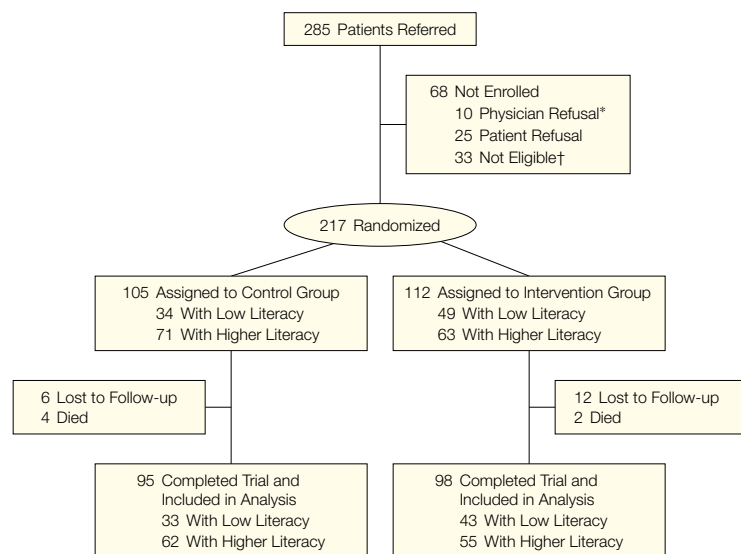 285 Patients Referred
68 Not Enrolled
10 Physician Refusal*
25 Patient Refusal
33 Not Eligible†
217 Randomized
105 Assigned to Control Group
34 With Low Literacy
71 With Higher Literacy
112 Assigned to Intervention Group
49 With Low Literacy
63 With Higher Literacy
6 Lost to Follow-up
4 Died
12 Lost to Follow-up
2 Died
95 Completed Trial and
Included in Analysis
33 With Low Literacy
62 With Higher Literacy
98 Completed Trial and
Included in Analysis
43 With Low Literacy
55 With Higher Literacy